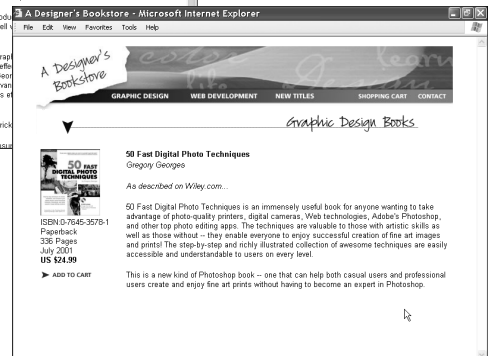 A Designer's Bookstore - Microsoft Internet Explorer
File Edit View Favorites Tools Help
A Designer's
Bookstore
color
learn
life
design
GRAPHIC DESIGN WEB DEVELOPMENT NEW TITLES SHOPPING CART CONTACT
Graphic Design Books
50 FAST
DIGITAL PHOTO
TECHNIQUES
ISBN:0-7645-3578-1
Paperback
336 Pages
July 2001
US $24.99
ADD TO CART
50 Fast Digital Photo Techniques
Gregory Georges
As described on Wiley.com...
50 Fast Digital Photo Techniques is an immensely useful book for anyone wanting to take
advantage of photo-quality printers, digital cameras, Web technologies, Adobe's Photoshop,
and other top photo editing apps. The techniques are valuable to those with artistic skills as
well as those without -- they enable everyone to enjoy successful creation of fine art images
and prints! The step-by-step and richly illustrated collection of awesome techniques are easily
accessible and understandable to users on every level.
This is a new kind of Photoshop book -- one that can help both casual users and professional
users create and enjoy fine art prints without having to become an expert in Photoshop.